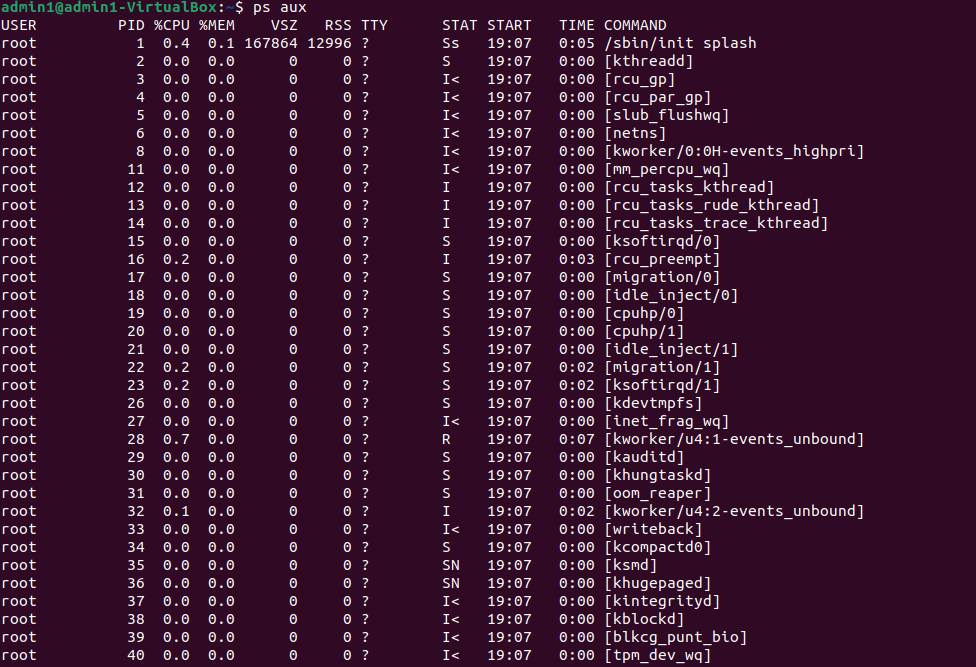 admin1@admin1-VirtualBox:~$ ps aux
USER         PID %CPU %MEM    VSZ   RSS TTY      STAT START   TIME COMMAND
root           1  0.4  0.1 167864 12996 ?        Ss   19:07   0:05 /sbin/init splash
root           2  0.0  0.0      0     0 ?        S    19:07   0:00 [kthreadd]
root           3  0.0  0.0      0     0 ?        I<   19:07   0:00 [rcu_gp]
root           4  0.0  0.0      0     0 ?        I<   19:07   0:00 [rcu_par_gp]
root           5  0.0  0.0      0     0 ?        I<   19:07   0:00 [slub_flushwq]
root           6  0.0  0.0      0     0 ?        I<   19:07   0:00 [netns]
root           8  0.0  0.0      0     0 ?        I<   19:07   0:00 [kworker/0:0H-events_highpri]
root          11  0.0  0.0      0     0 ?        I<   19:07   0:00 [mm_percpu_wq]
root          12  0.0  0.0      0     0 ?        I    19:07   0:00 [rcu_tasks_kthread]
root          13  0.0  0.0      0     0 ?        I    19:07   0:00 [rcu_tasks_rude_kthread]
root          14  0.0  0.0      0     0 ?        I    19:07   0:00 [rcu_tasks_trace_kthread]
root          15  0.0  0.0      0     0 ?        S    19:07   0:00 [ksoftirqd/0]
root          16  0.2  0.0      0     0 ?        I    19:07   0:03 [rcu_preempt]
root          17  0.0  0.0      0     0 ?        S    19:07   0:00 [migration/0]
root          18  0.0  0.0      0     0 ?        S    19:07   0:00 [idle_inject/0]
root          19  0.0  0.0      0     0 ?        S    19:07   0:00 [cpuhp/0]
root          20  0.0  0.0      0     0 ?        S    19:07   0:00 [cpuhp/1]
root          21  0.0  0.0      0     0 ?        S    19:07   0:00 [idle_inject/1]
root          22  0.2  0.0      0     0 ?        S    19:07   0:02 [migration/1]
root          23  0.2  0.0      0     0 ?        S    19:07   0:02 [ksoftirqd/1]
root          26  0.0  0.0      0     0 ?        S    19:07   0:00 [kdevtmpfs]
root          27  0.0  0.0      0     0 ?        I<   19:07   0:00 [inet_frag_wq]
root          28  0.7  0.0      0     0 ?        R    19:07   0:07 [kworker/u4:1-events_unbound]
root          29  0.0  0.0      0     0 ?        S    19:07   0:00 [kauditd]
root          30  0.0  0.0      0     0 ?        S    19:07   0:00 [khungtaskd]
root          31  0.0  0.0      0     0 ?        S    19:07   0:00 [oom_reaper]
root          32  0.1  0.0      0     0 ?        I    19:07   0:02 [kworker/u4:2-events_unbound]
root          33  0.0  0.0      0     0 ?        I<   19:07   0:00 [writeback]
root          34  0.0  0.0      0     0 ?        S    19:07   0:00 [kcompactd0]
root          35  0.0  0.0      0     0 ?        SN   19:07   0:00 [ksmd]
root          36  0.0  0.0      0     0 ?        SN   19:07   0:00 [khugepaged]
root          37  0.0  0.0      0     0 ?        I<   19:07   0:00 [kintegrityd]
root          38  0.0  0.0      0     0 ?        I<   19:07   0:00 [kblockd]
root          39  0.0  0.0      0     0 ?        I<   19:07   0:00 [blkcg_punt_bio]
root          40  0.0  0.0      0     0 ?        I<   19:07   0:00 [tpm_dev_wq]